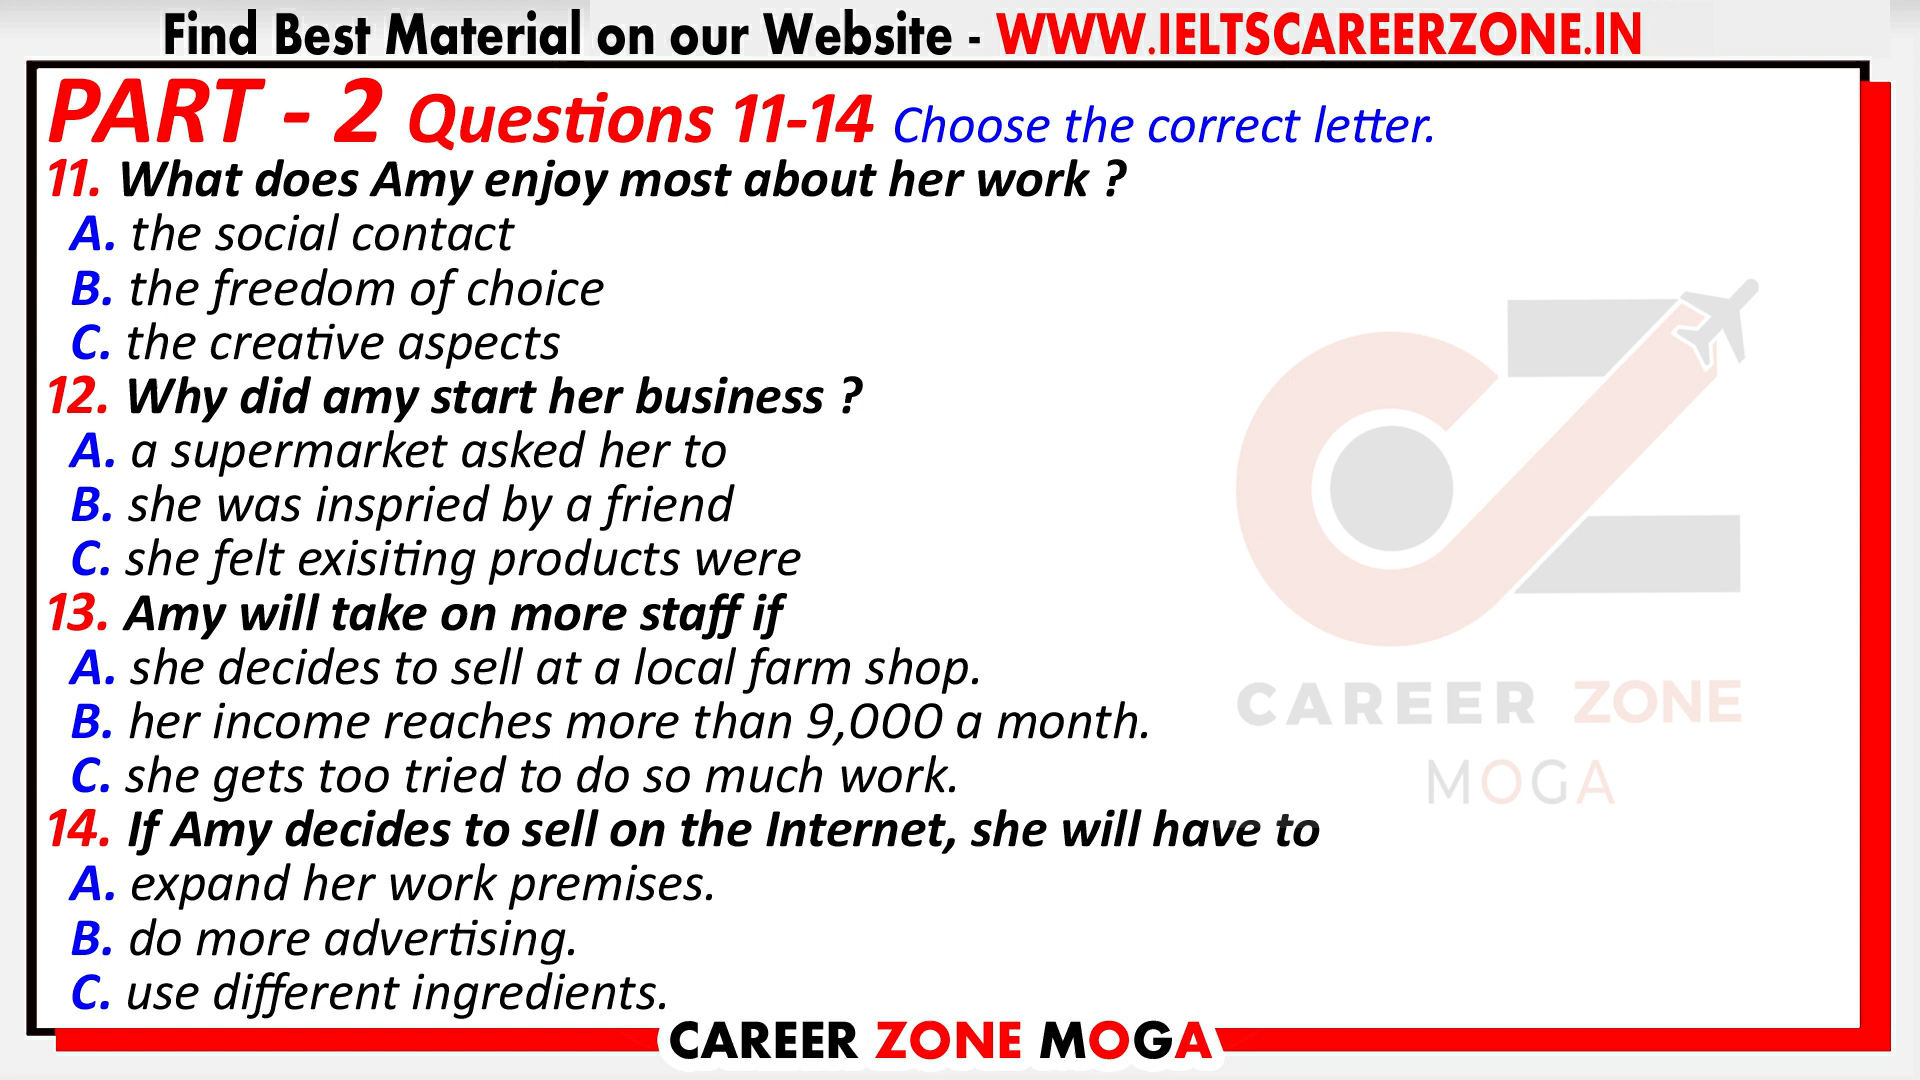 Find Best Material on our Website - WWW.IELTSCAREERZONE.IN
PART - 2 Questions 11-14 Choose the correct letter.
11. What does Amy enjoy most about her work ?
A. the social contact
B. the freedom of choice
C. the creative aspects
12. Why did amy start her business ?
A. a supermarket asked her to
B. she was inspried by a friend
C. she felt exisiting products were
13. Amy will take on more staff if
A. she decides to sell at a local farm shop.
B. her income reaches more than 9,000 a month.
C. she gets too tried to do so much work.
14. If Amy decides to sell on the Internet, she will have to
A. expand her work premises.
B. do more advertising.
C. use different ingredients.
CAREER ZONE
MOGA
CAREER ZONE MOGA